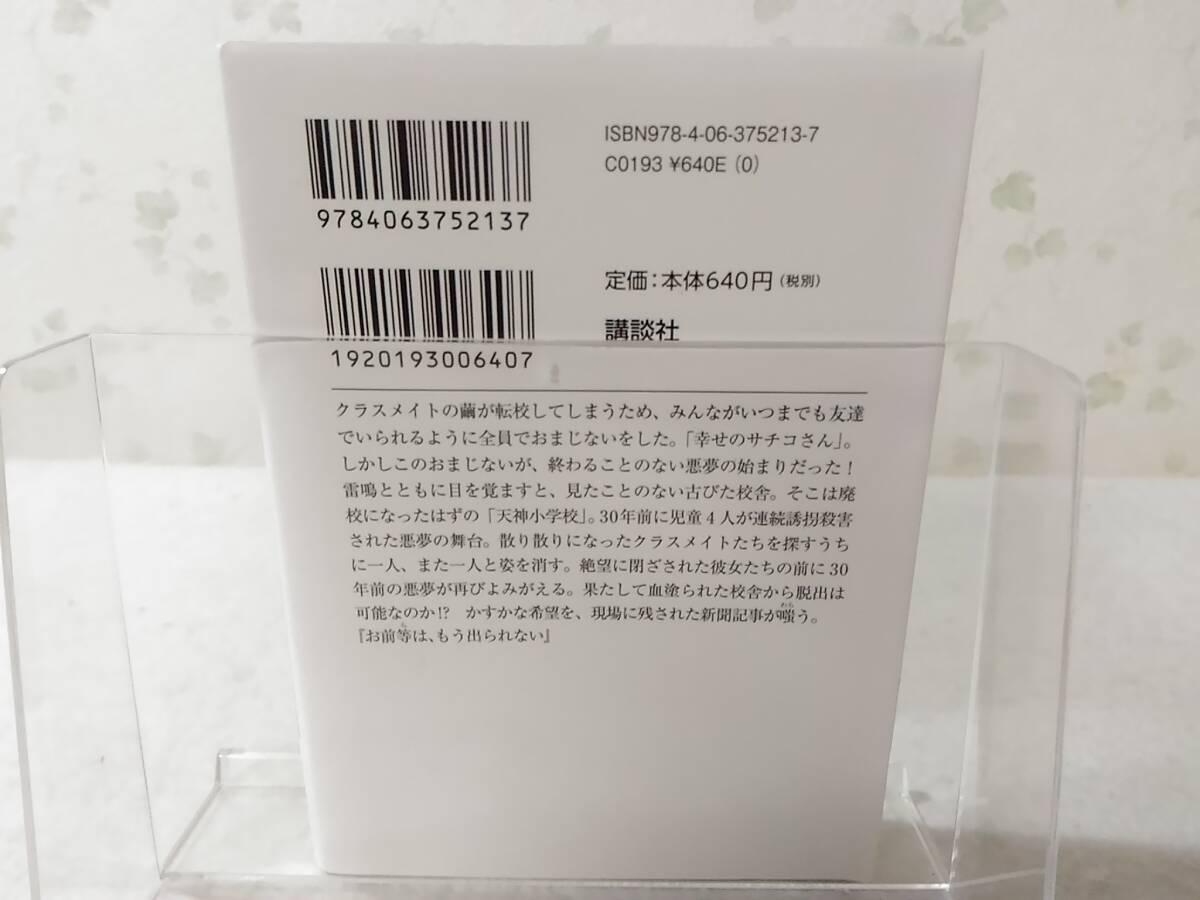 ISBN978-4-06-375213-7
C0193 ¥640E (0)
9784063752137
定価:本体640円(税別)
講談社
1920193006407
クラスメイトの繭が転校してしまうため、みんながいつまでも友達
でいられるように全員でおまじないをした。「幸せのサチコさん」。
しかしこのおまじないが、終わることのない悪夢の始まりだった!
雷鳴とともに目を覚ますと、見たことのない古びた校舎。そこは廃
校になったはずの「天神小学校」。30年前に児童4人が連続誘拐殺害
された悪夢の舞台。散り散りになったクラスメイトたちを探すうち
に一人、また一人と姿を消す。絶望に閉ざされた彼女たちの前に30
年前の悪夢が再びよみがえる。果たして血塗られた校舎から脱出は
可能なのか!? かすかな希望を、現場に残された新聞記事が嗤う。
『お前等は、もう出られない』